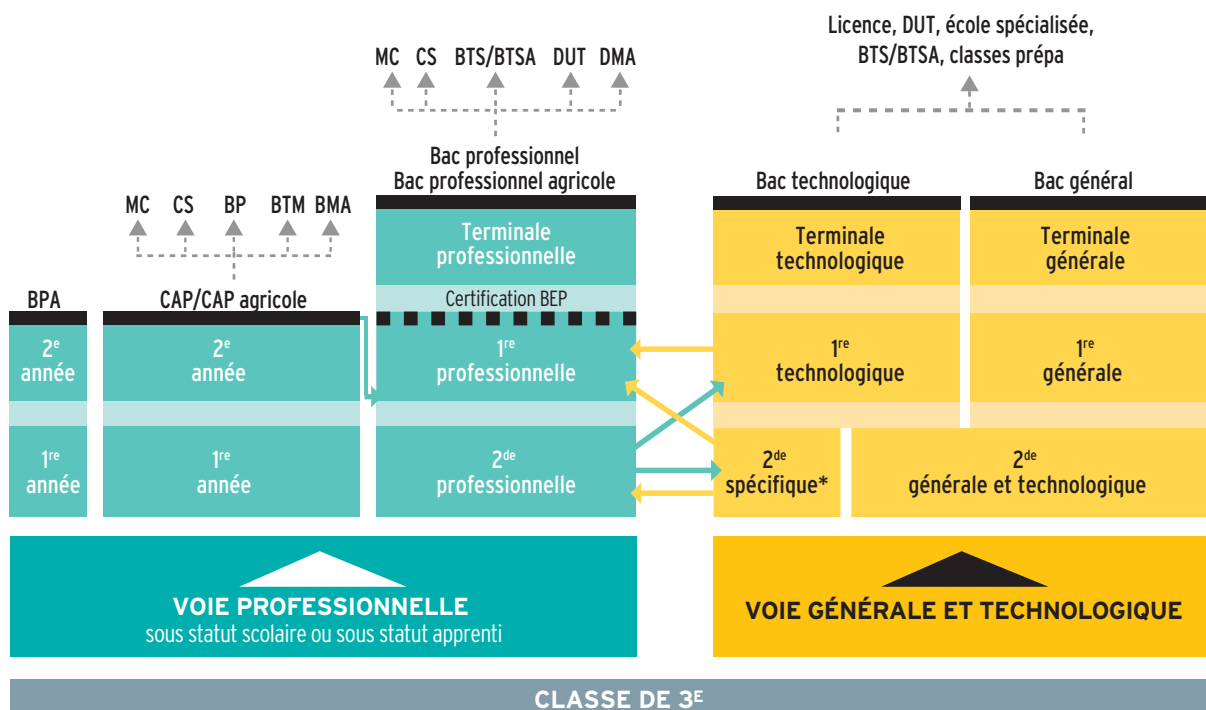 Licence, DUT, école spécialisée,
BTS/BTSA, classes prépa
MC CS BTS/BTSA DUT DMA
Bac professionnel
Bac professionnel agricole
Bac technologique
Bac général
MC CS BP BTM BMA
Terminale
professionnelle
Terminale
technologique
Terminale
générale
BPA
CAP/CAP agricole
Certification BEP
2e
année
2e
année
1re
professionnelle
1re
technologique
1re
générale
1re
année
1re
année
2de
professionnelle
2de
spécifique*
2de
générale et technologique
VOIE PROFESSIONNELLE
sous statut scolaire ou sous statut apprenti
VOIE GÉNÉRALE ET TECHNOLOGIQUE
CLASSE DE 3E